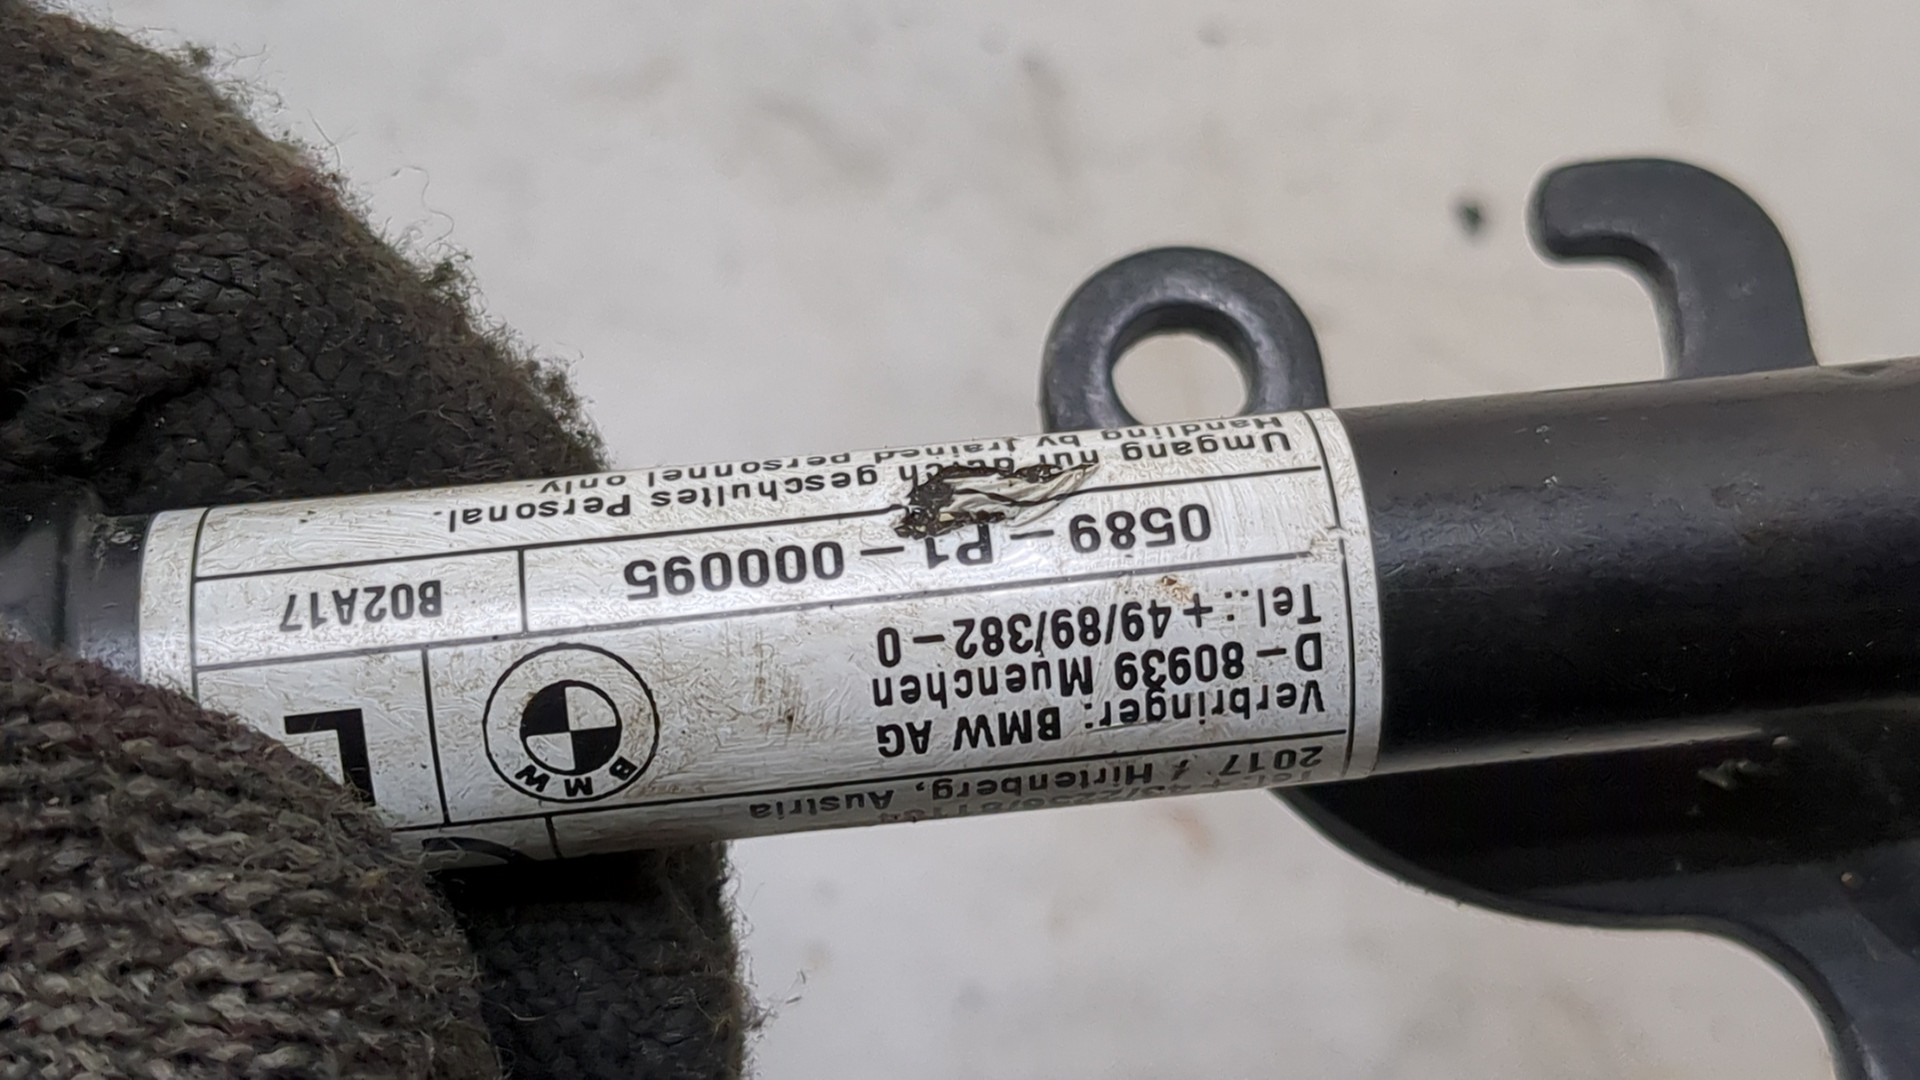 2017 / Hirtenberg, Austria
Verbringer: BMW AG
D-80939 Muenchen
Tel.: + 49/89/382-0
BMW
L
0589-P1-000095
B02A17
Umgang nur durch geschultes Personal.
Handling by trained personnel only.